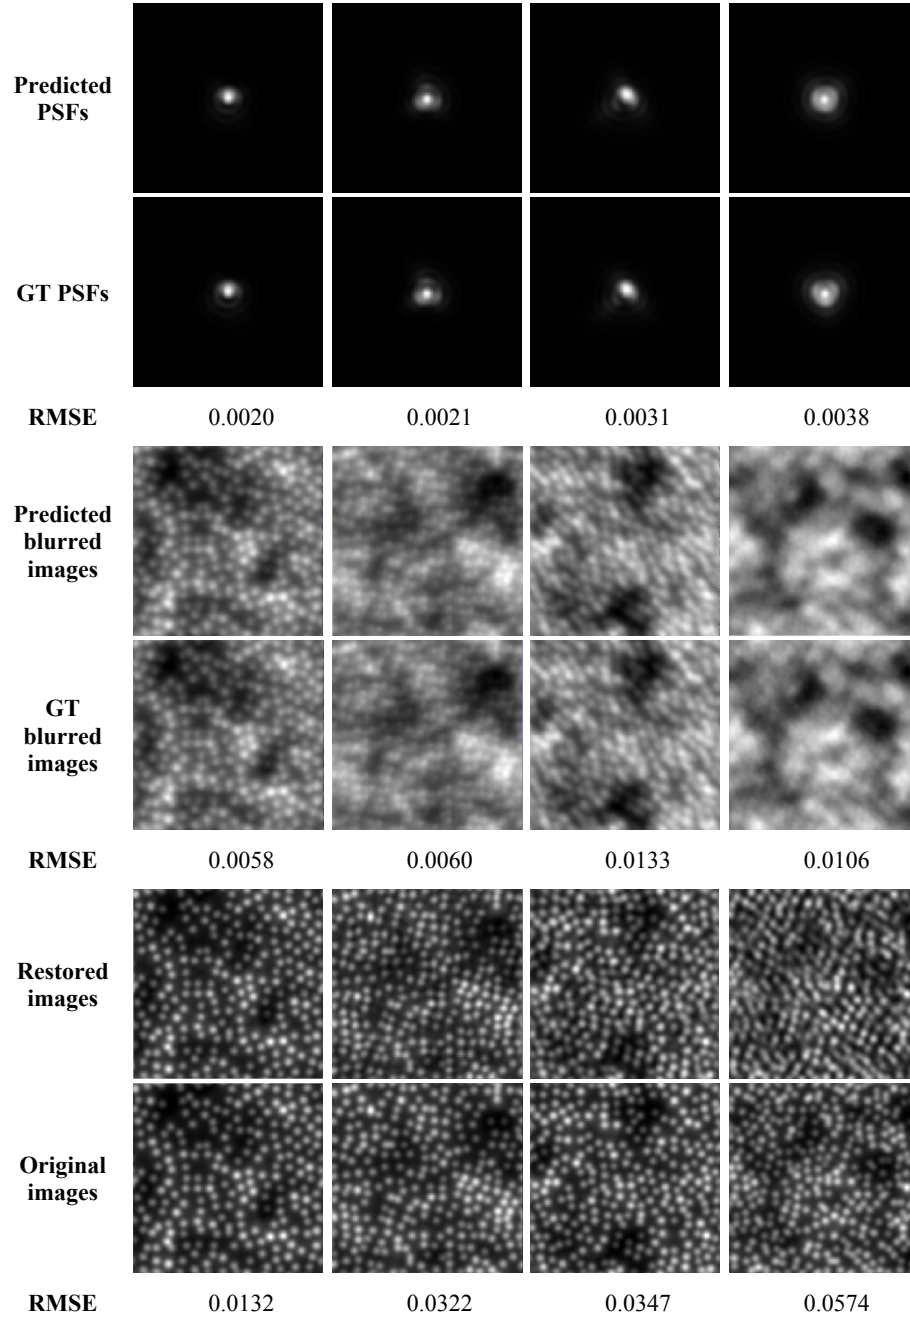 Predicted
PSFs
GT PSFs
RMSE 0.0020 0.0021 0.0031 0.0038
Predicted
blurred
images
GT
blurred
images
RMSE 0.0058 0.0060 0.0133 0.0106
Restored
images
Original
images
RMSE 0.0132 0.0322 0.0347 0.0574